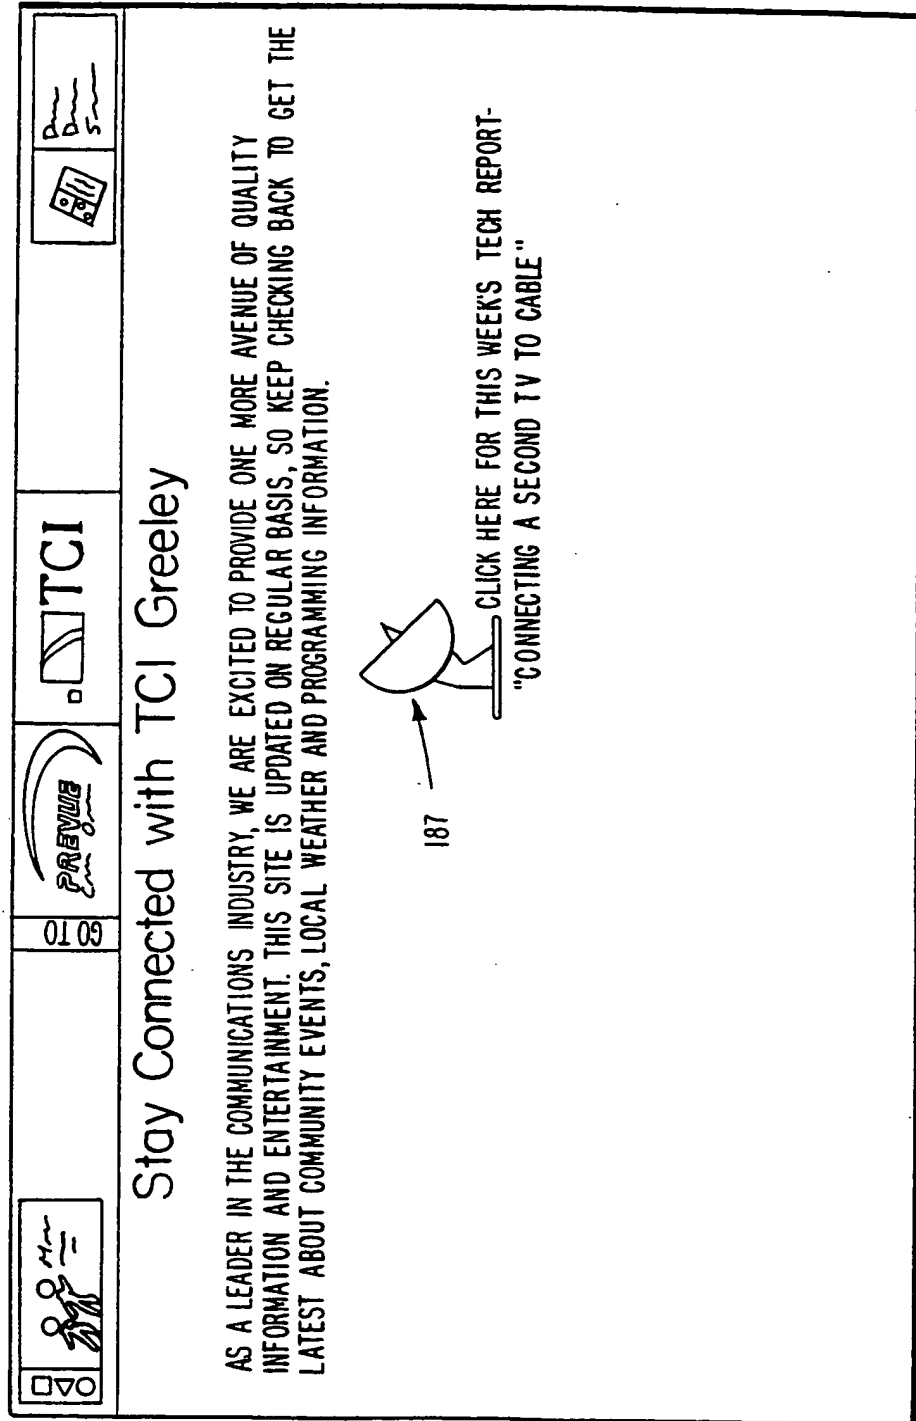 GO TO
PREVUE
TCI
Stay Connected with TCI Greeley
AS A LEADER IN THE COMMUNICATIONS INDUSTRY, WE ARE EXCITED TO PROVIDE ONE MORE AVENUE OF QUALITY
INFORMATION AND ENTERTAINMENT. THIS SITE IS UPDATED ON REGULAR BASIS, SO KEEP CHECKING BACK TO GET THE
LATEST ABOUT COMMUNITY EVENTS, LOCAL WEATHER AND PROGRAMMING INFORMATION.
187
CLICK HERE FOR THIS WEEK'S TECH REPORT-
"CONNECTING A SECOND TV TO CABLE"